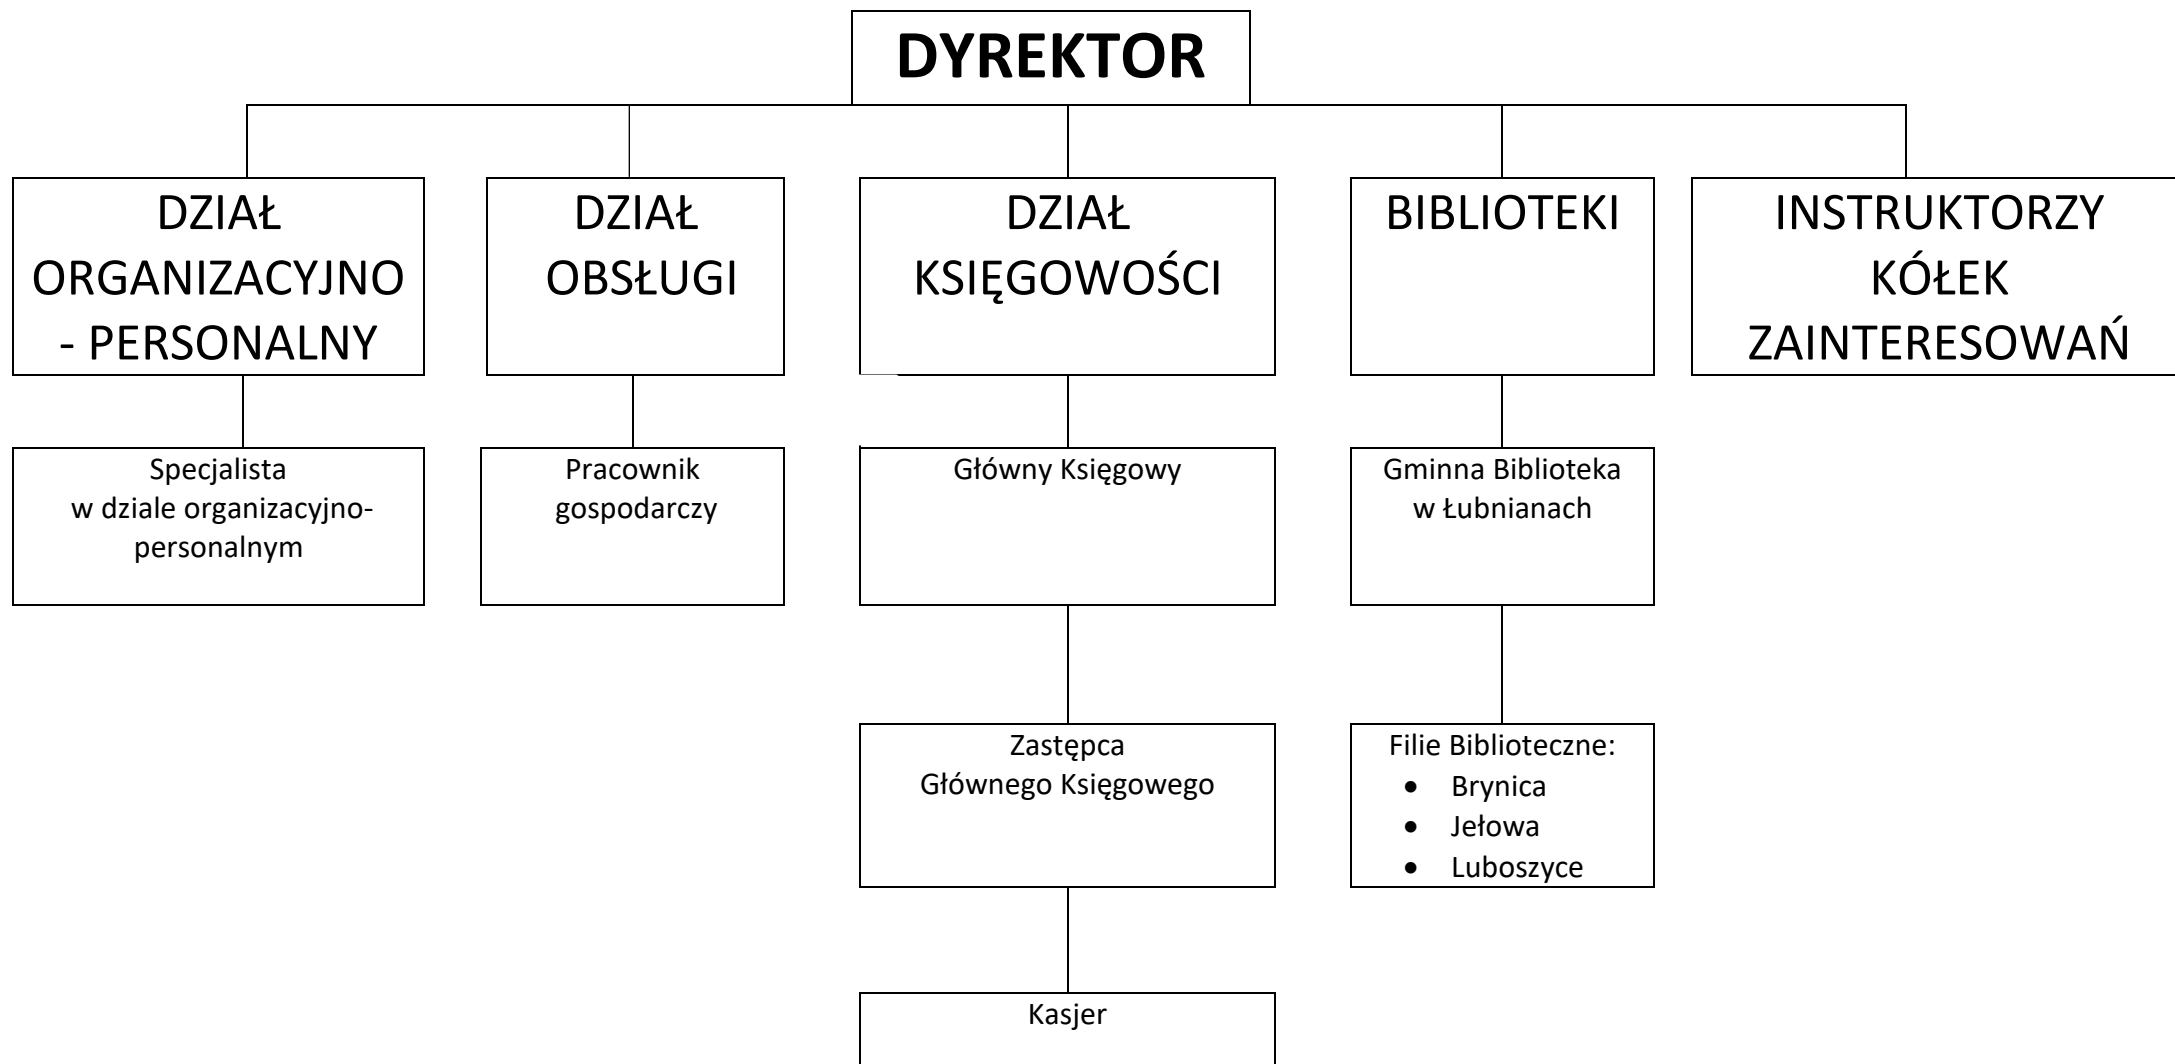 DYREKTOR
DZIAŁ
ORGANIZACYJNO
- PERSONALNY
DZIAŁ
OBSŁUGI
DZIAŁ
KSIĘGOWOŚCI
BIBLIOTEKI
INSTRUKTORZY
KÓŁEK
ZAINTERESOWAŃ
Specjalista
w dziale organizacyjno-
personalnym
Pracownik
gospodarczy
Główny Księgowy
Gminna Biblioteka
w Łubnianach
Zastępca
Głównego Księgowego
Filie Biblioteczne:
• Brynica
• Jełowa
• Luboszyce
Kasjer